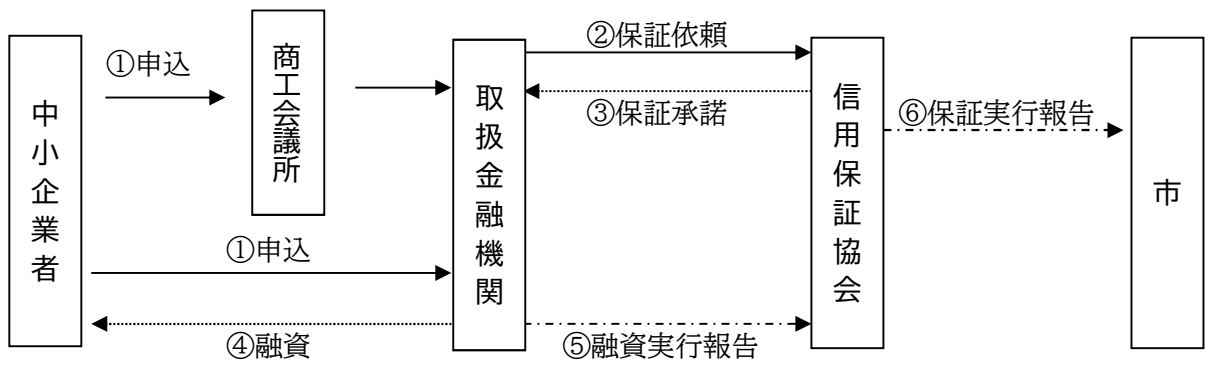 中小企業者
①申込
商工会議所
①申込
④融資
取扱金融機関
②保証依頼
③保証承諾
⑤融資実行報告
信用保証協会
⑥保証実行報告
市